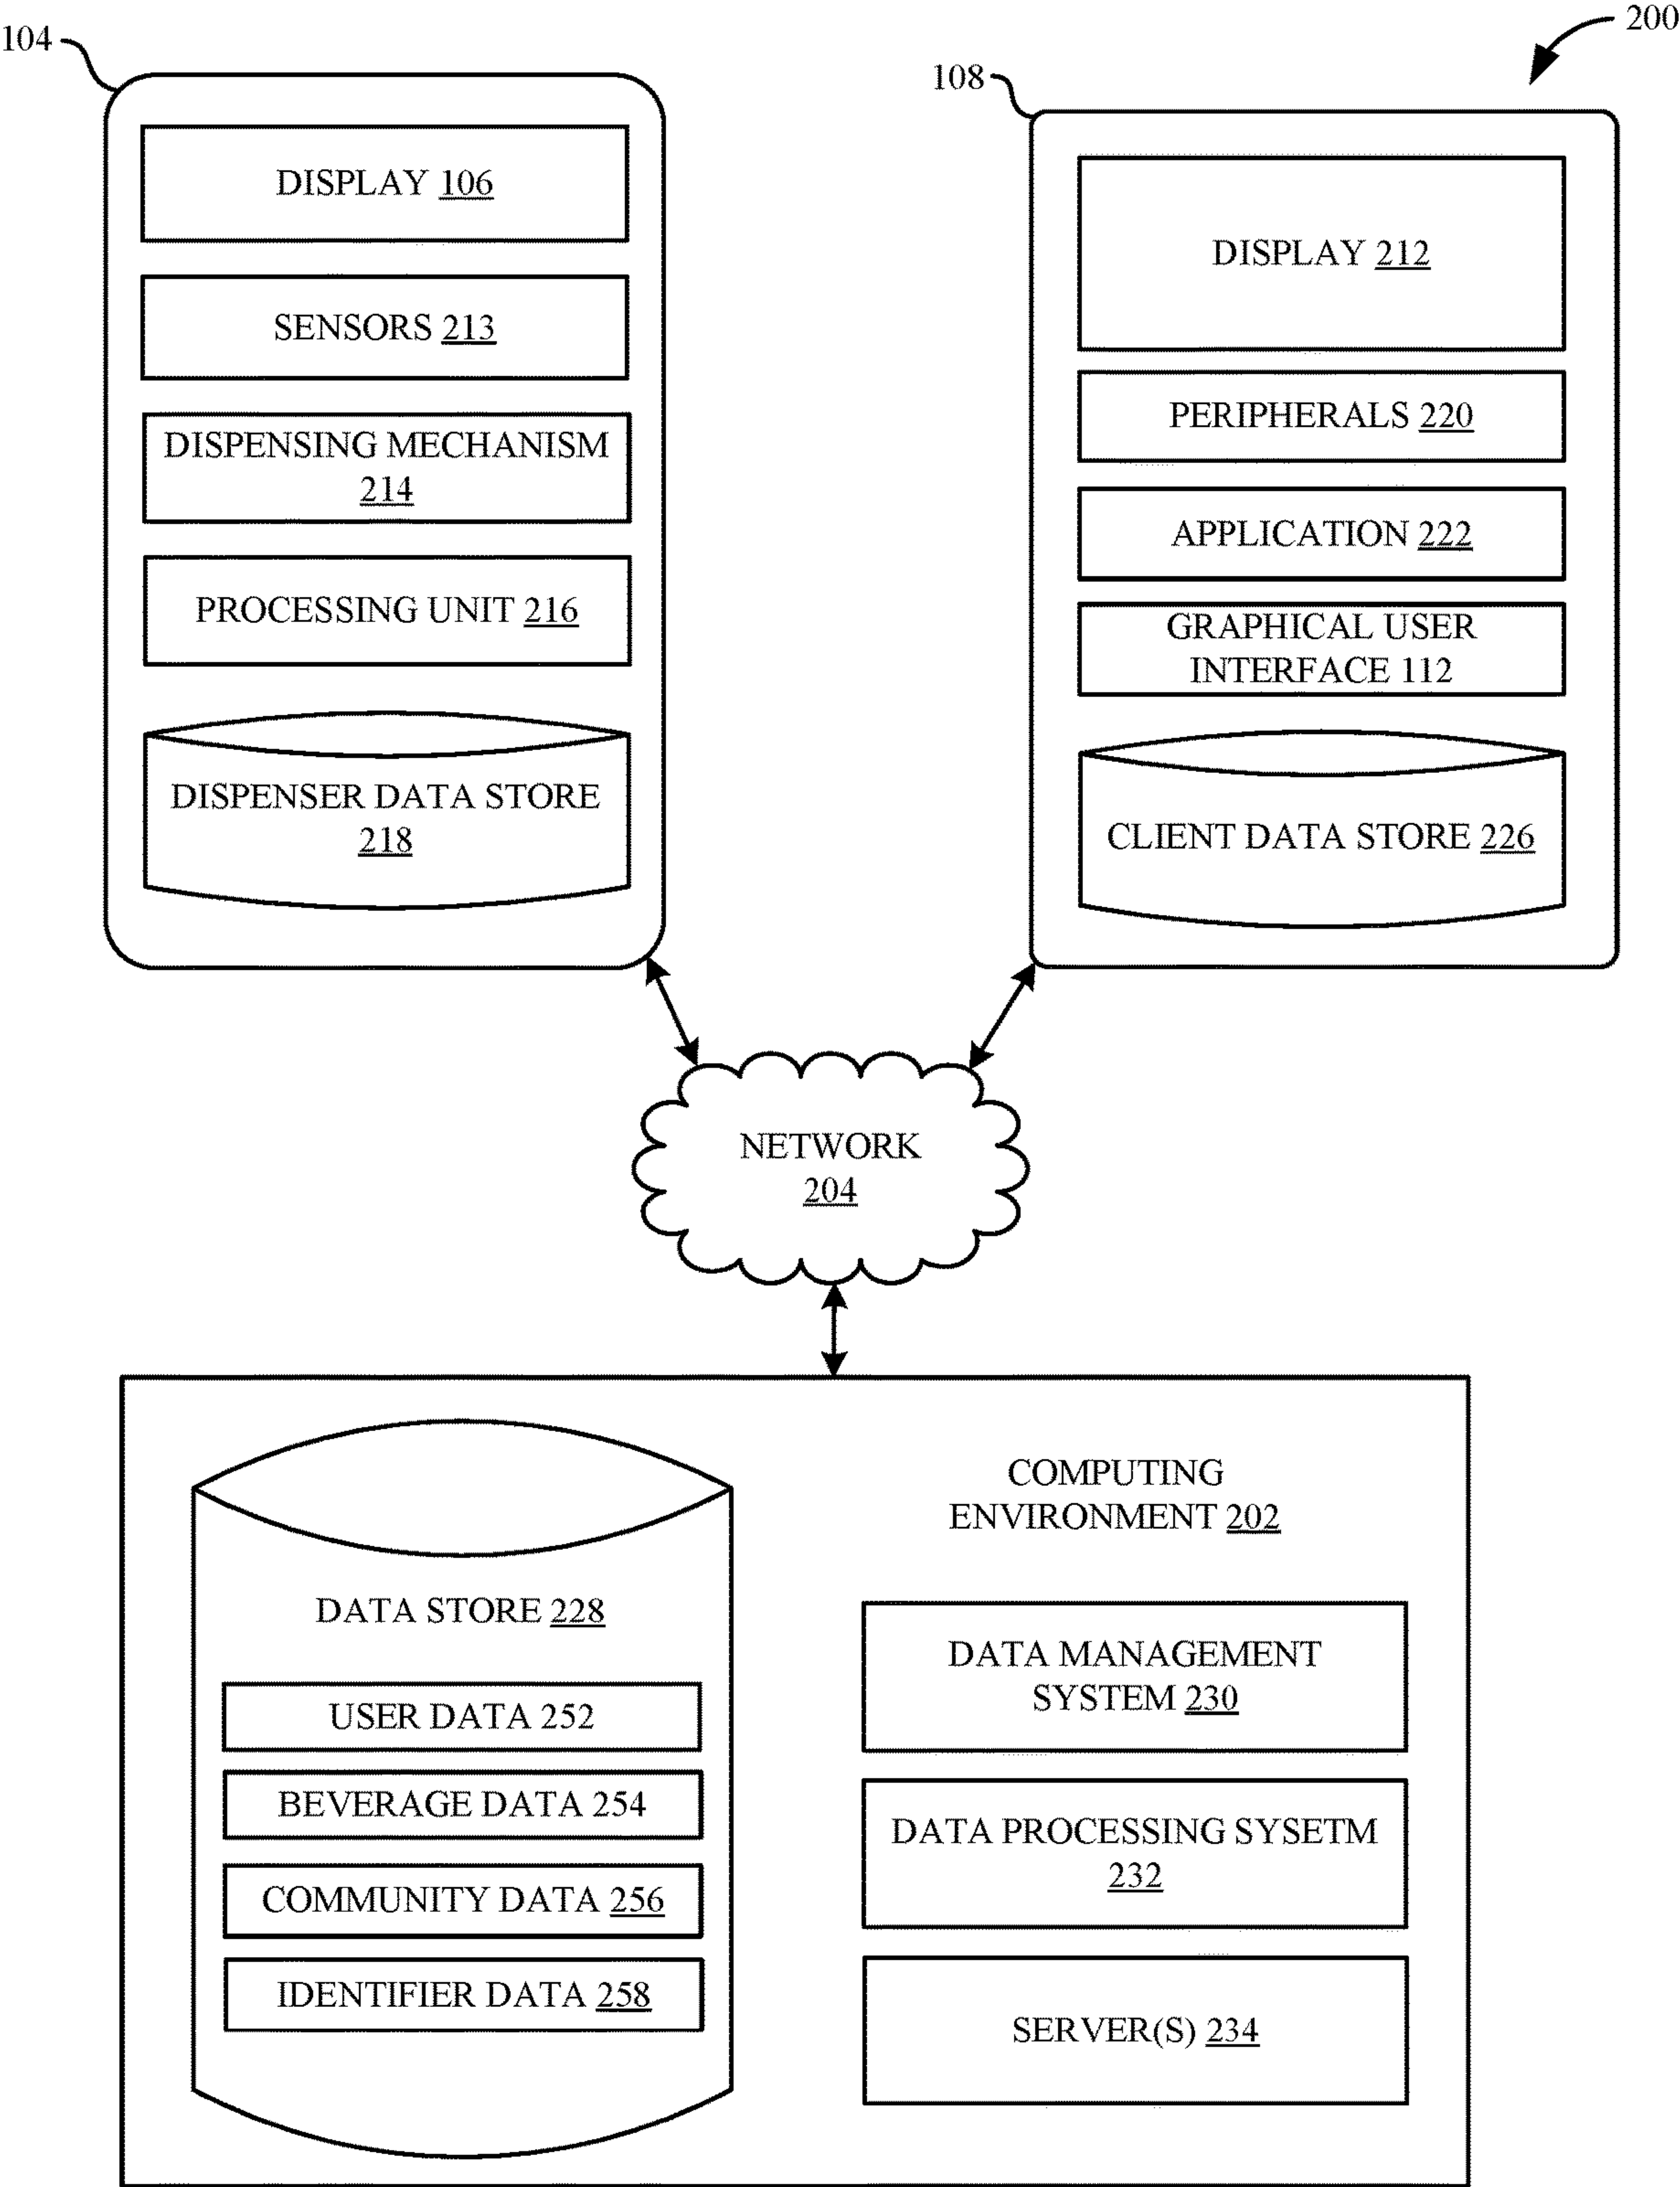 104
DISPLAY 106
SENSORS 213
DISPENSING MECHANISM
214
PROCESSING UNIT 216
DISPENSER DATA STORE
218
200
108
DISPLAY 212
PERIPHERALS 220
APPLICATION 222
GRAPHICAL USER
INTERFACE 112
CLIENT DATA STORE 226
NETWORK
204
DATA STORE 228
USER DATA 252
BEVERAGE DATA 254
COMMUNITY DATA 256
IDENTIFIER DATA 258
COMPUTING
ENVIRONMENT 202
DATA MANAGEMENT
SYSTEM 230
DATA PROCESSING SYSETM
232
SERVER(S) 234